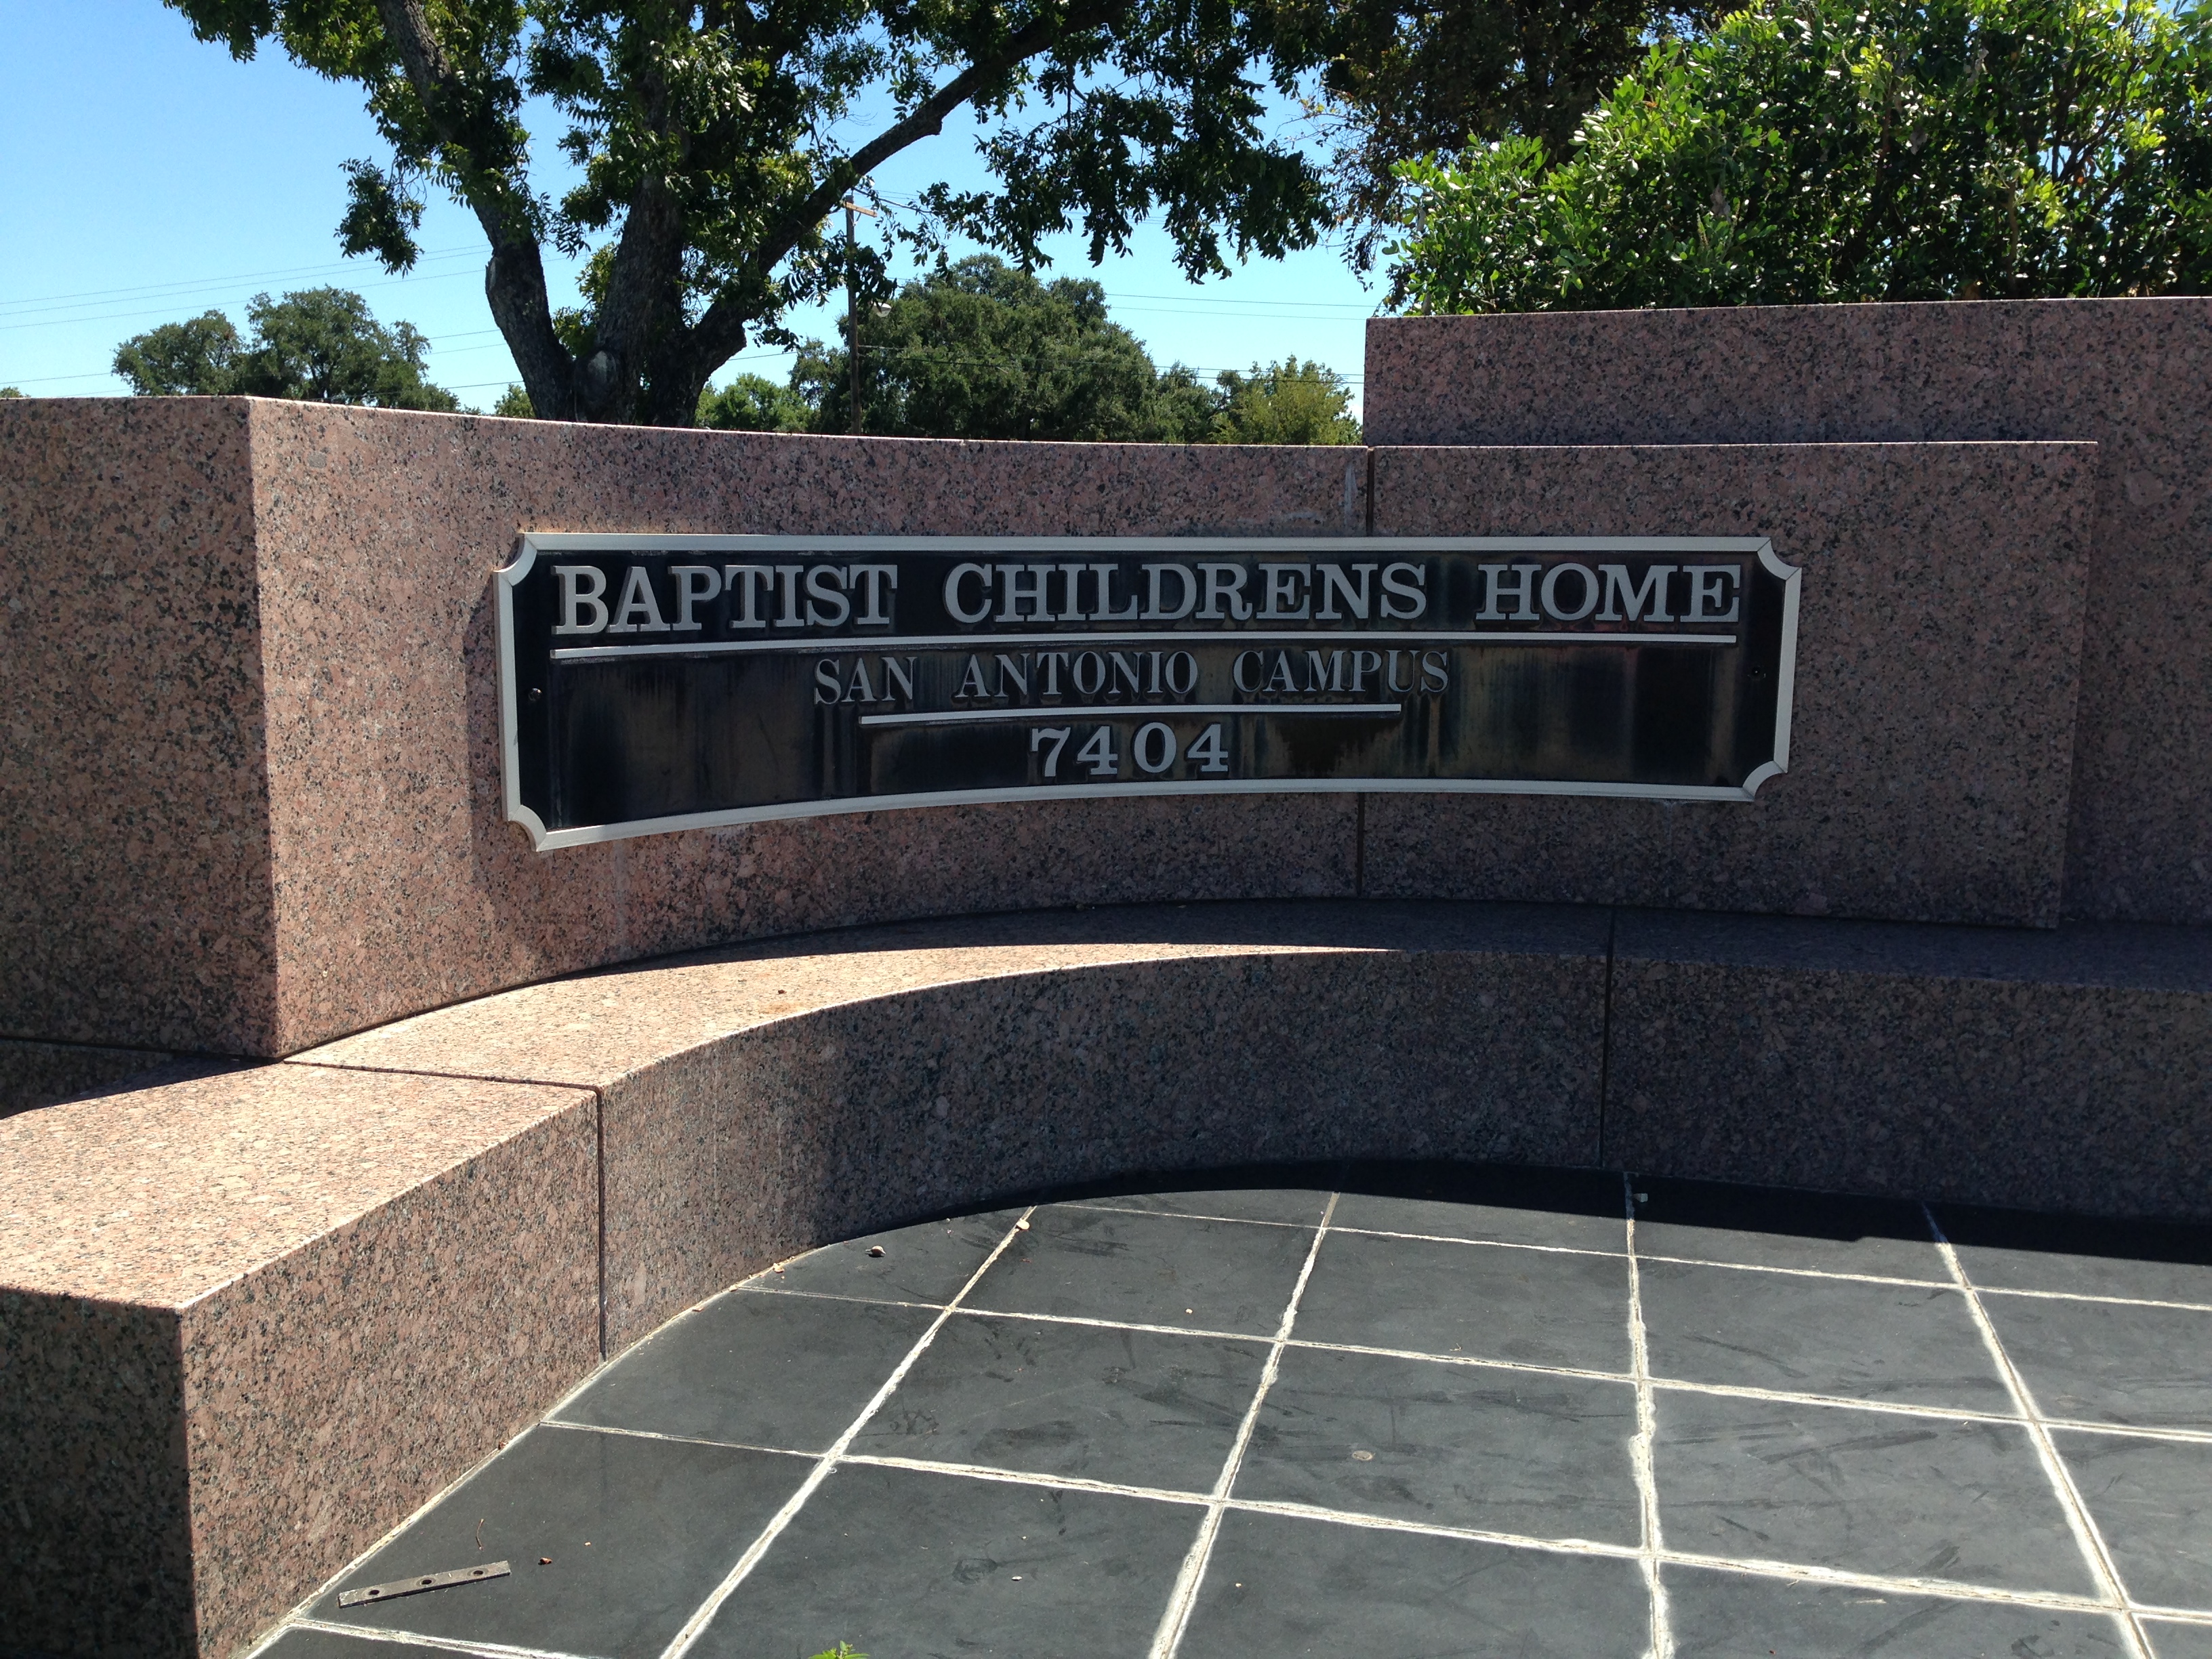 BAPTIST CHILDRENS HOME
SAN ANTONIO CAMPUS
7404